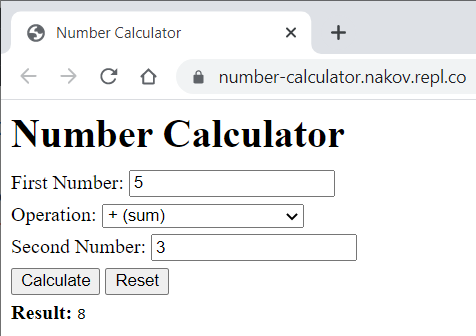 Number Calculator
number-calculator.nakov.repl.co
Number Calculator
First Number: 5
Operation: + (sum)
Second Number: 3
Calculate Reset
Result: 8